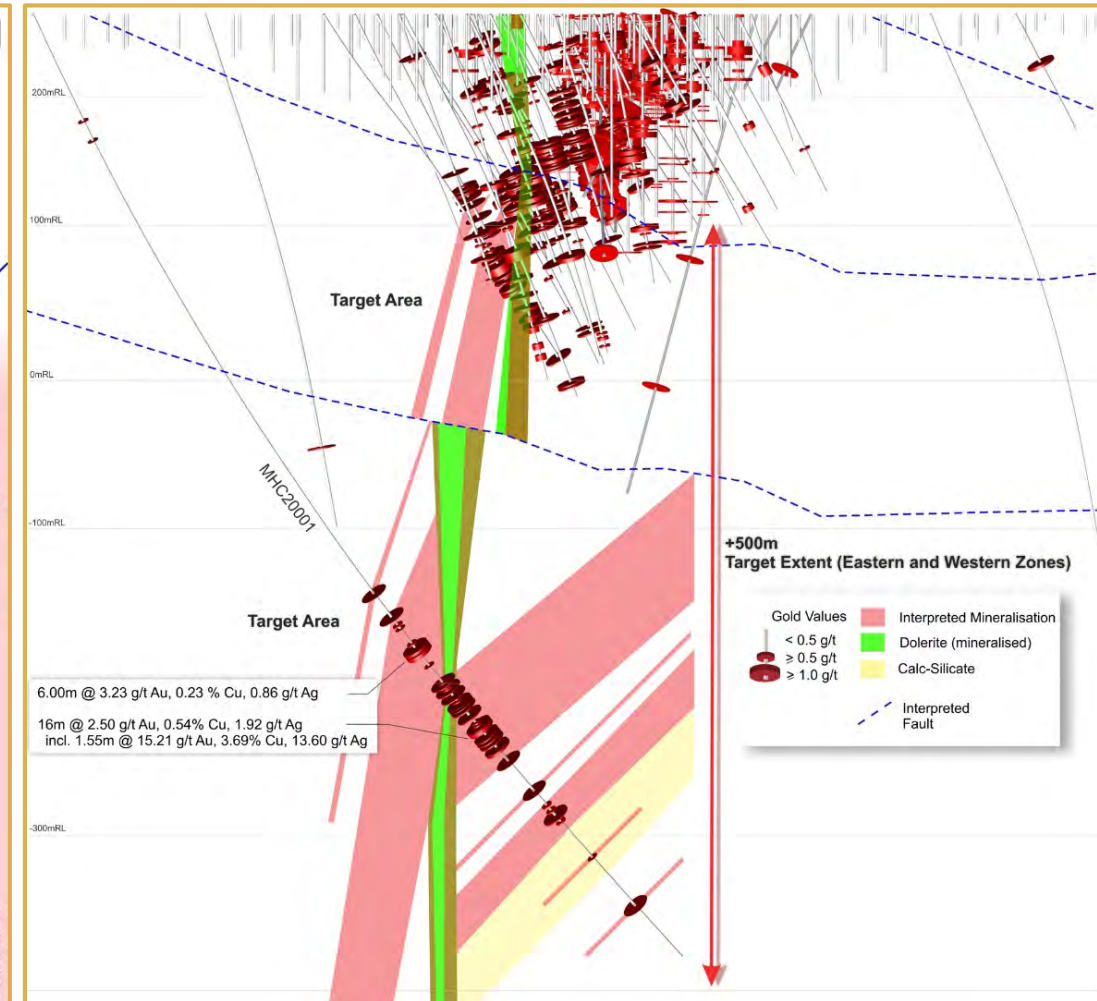 200mRL
100mRL
Target Area
0mRL
MHC20001
-100mRL
+500m
Target Extent (Eastern and Western Zones)
Target Area
Gold Values
< 0.5 g/t
≥ 0.5 g/t
≥ 1.0 g/t
Interpreted Mineralisation
Dolerite (mineralised)
Calc-Silicate
Interpreted
Fault
6.00m @ 3.23 g/t Au, 0.23 % Cu, 0.86 g/t Ag
16m @ 2.50 g/t Au, 0.54% Cu, 1.92 g/t Ag
incl. 1.55m @ 15.21 g/t Au, 3.69% Cu, 13.60 g/t Ag
-300mRL